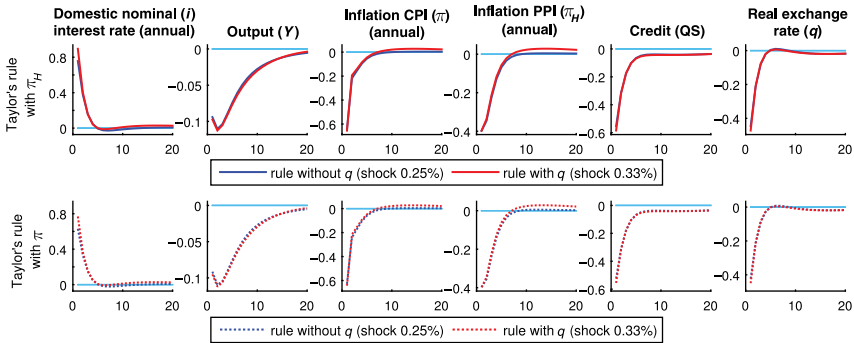 Domestic nominal (i)
interest rate (annual)
Output (Y)
Inflation CPI (π)
(annual)
Inflation PPI (πH)
(annual)
Credit (QS)
Real exchange
rate (q)
Taylor's rule
with πH
0.8
0.4
0
0 10 20
0
−0.05
−0.1
0 10 20
0
−0.2
−0.4
−0.6
0 10 20
0
−0.2
−0.4
0 10 20
0
−0.2
−0.4
−0.6
0 10 20
0
−0.2
−0.4
0 10 20
rule without q (shock 0.25%) rule with q (shock 0.33%)
Taylor's rule
with π
0.8
0.4
0
0 10 20
0
−0.05
−0.1
0 10 20
0
−0.2
−0.4
−0.6
0 10 20
0
−0.2
−0.4
0 10 20
0
−0.2
−0.4
−0.6
0 10 20
0
−0.2
−0.4
0 10 20
rule without q (shock 0.25%) rule with q (shock 0.33%)